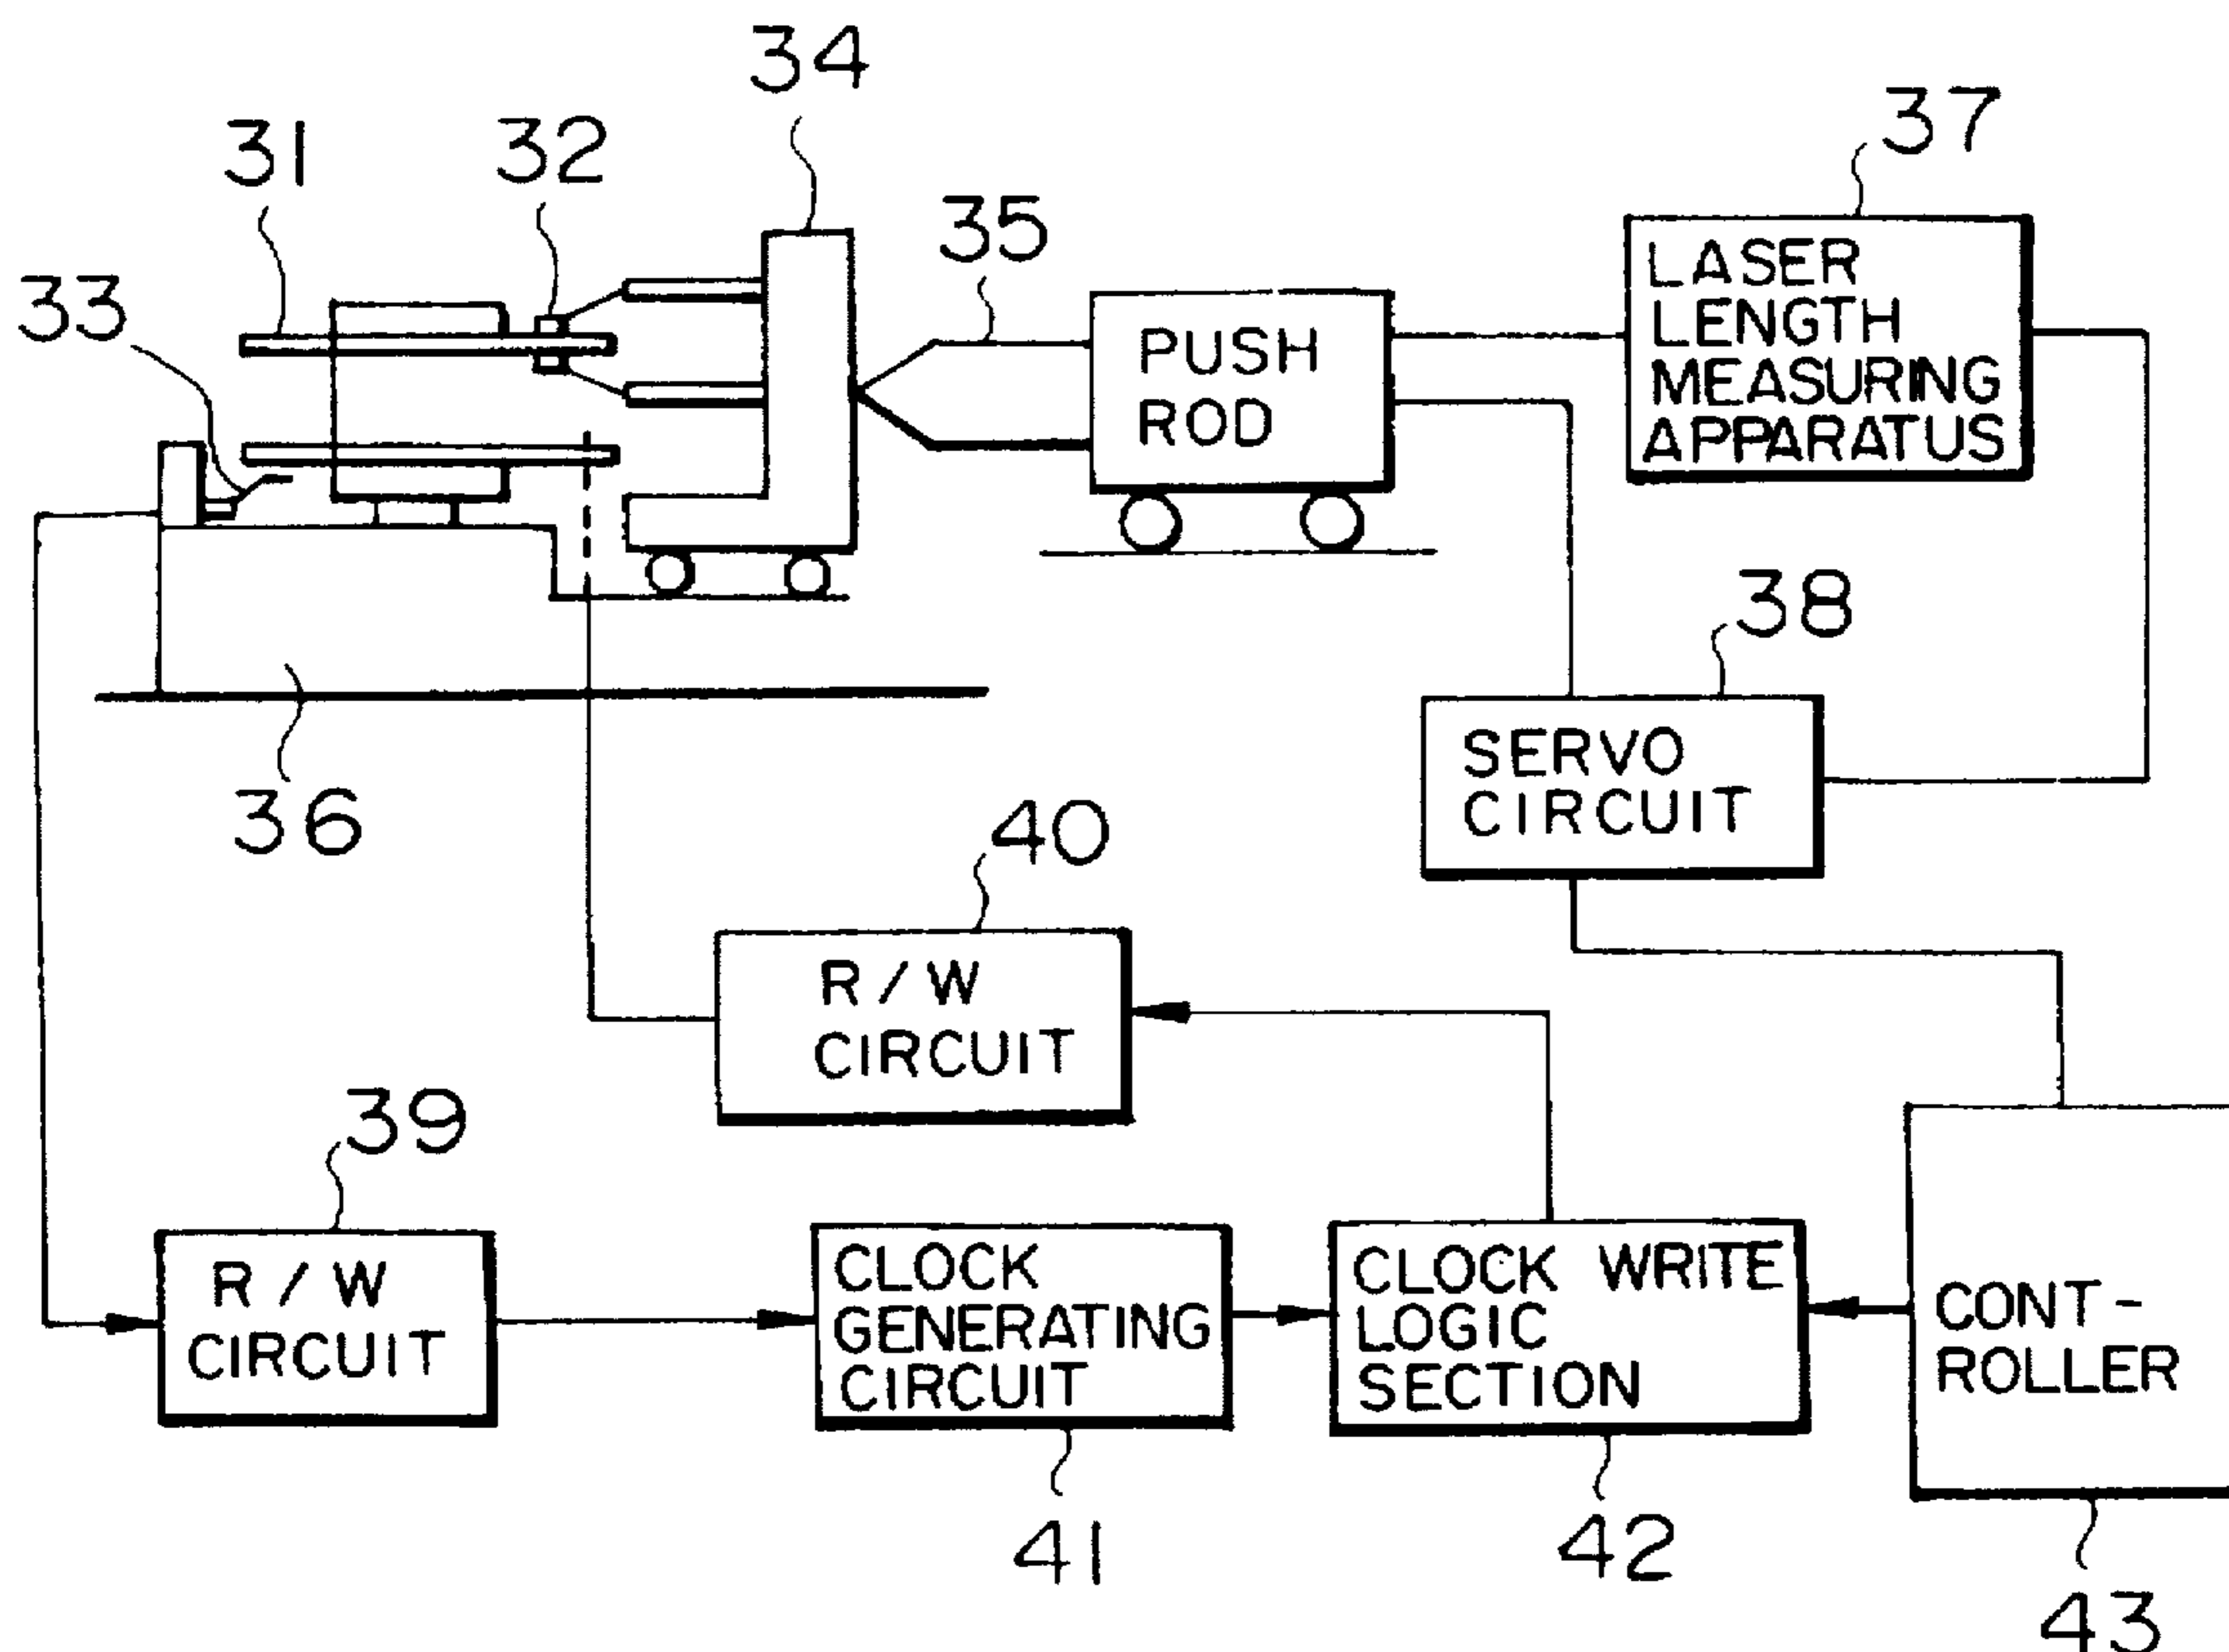 34
37
31
32
35
33
LASER
LENGTH
MEASURING
APPARATUS
PUSH
ROD
38
SERVO
CIRCUIT
36
40
R / W
CIRCUIT
39
R / W
CIRCUIT
CLOCK
GENERATING
CIRCUIT
CLOCK WRITE
LOGIC
SECTION
CONT-
ROLLER
41
42
43